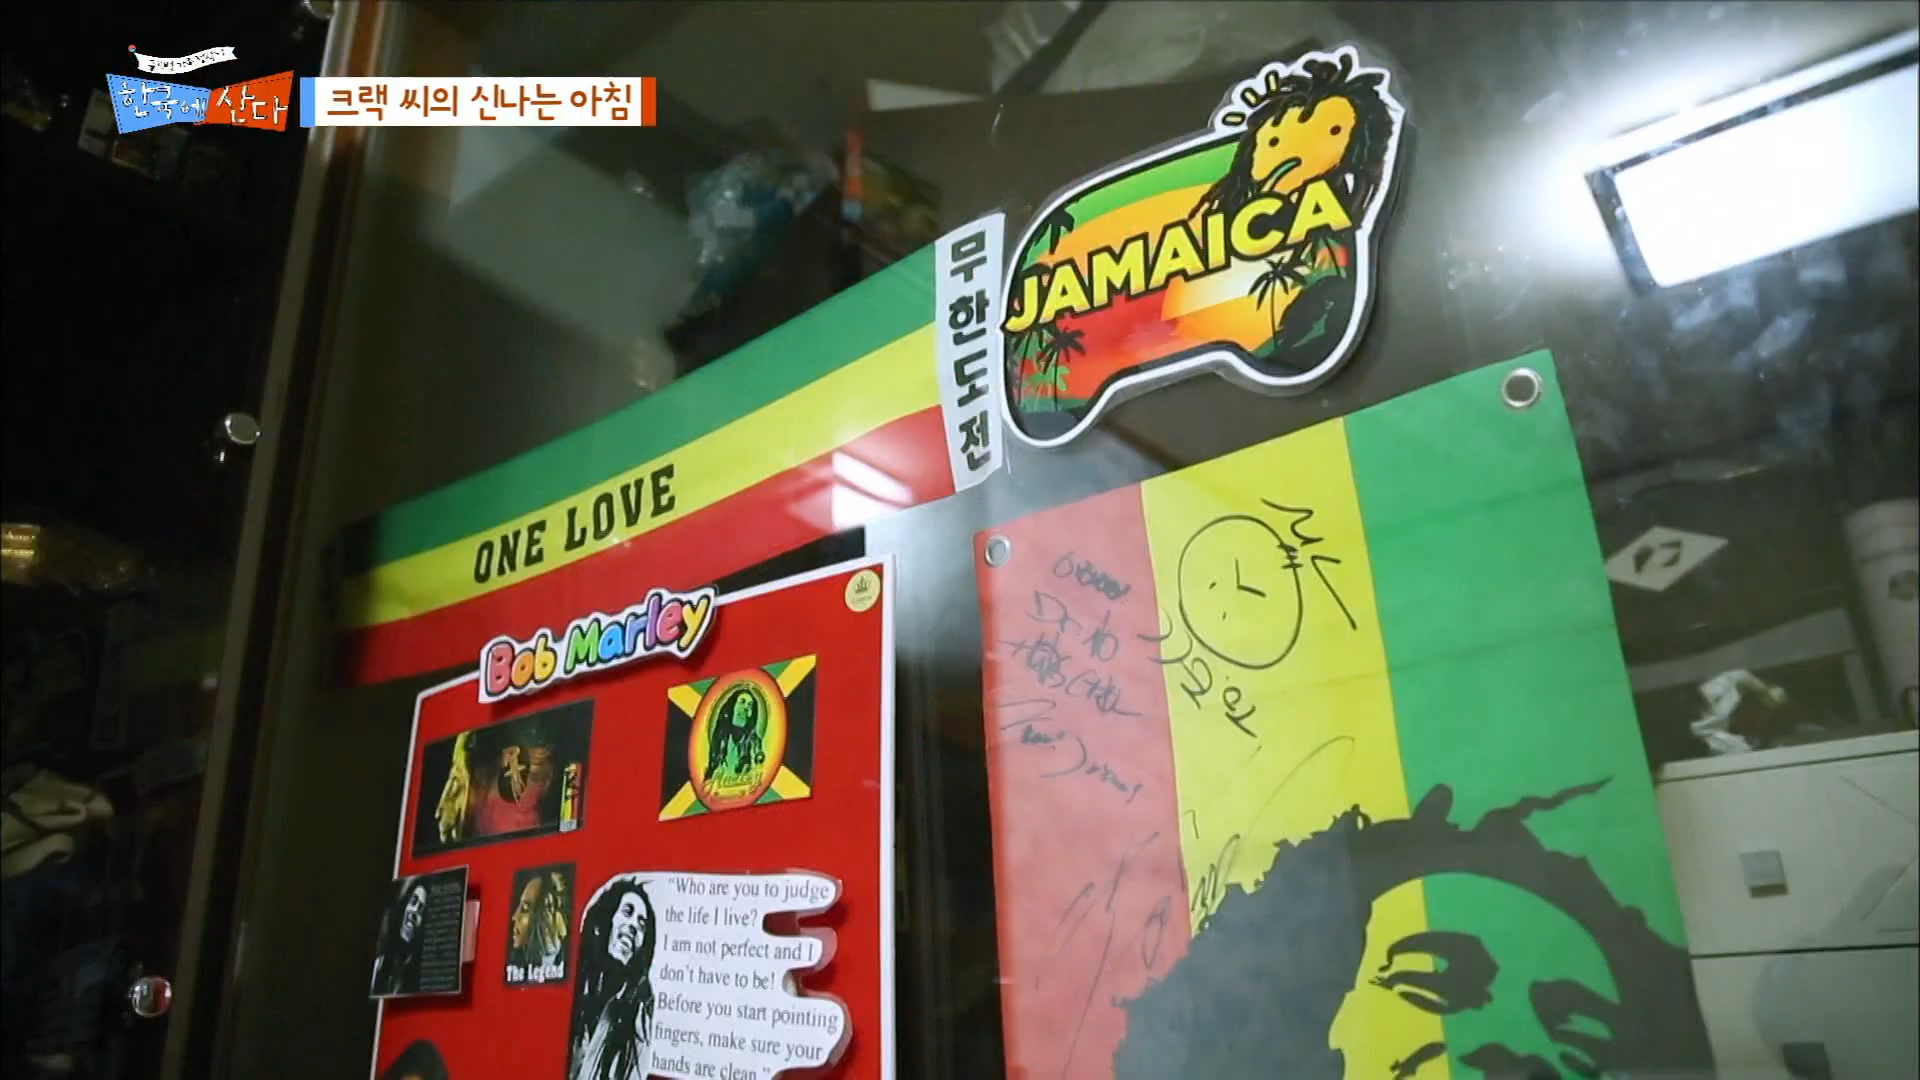 한국에 산다
크랙 씨의 신나는 아침
JAMAICA
무한도전
ONE LOVE
Bob Marley
The Legend
"Who are you to judge
the life I live?
I am not perfect and I
don't have to be!
Before you start pointing
fingers, make sure your
hands are clean."